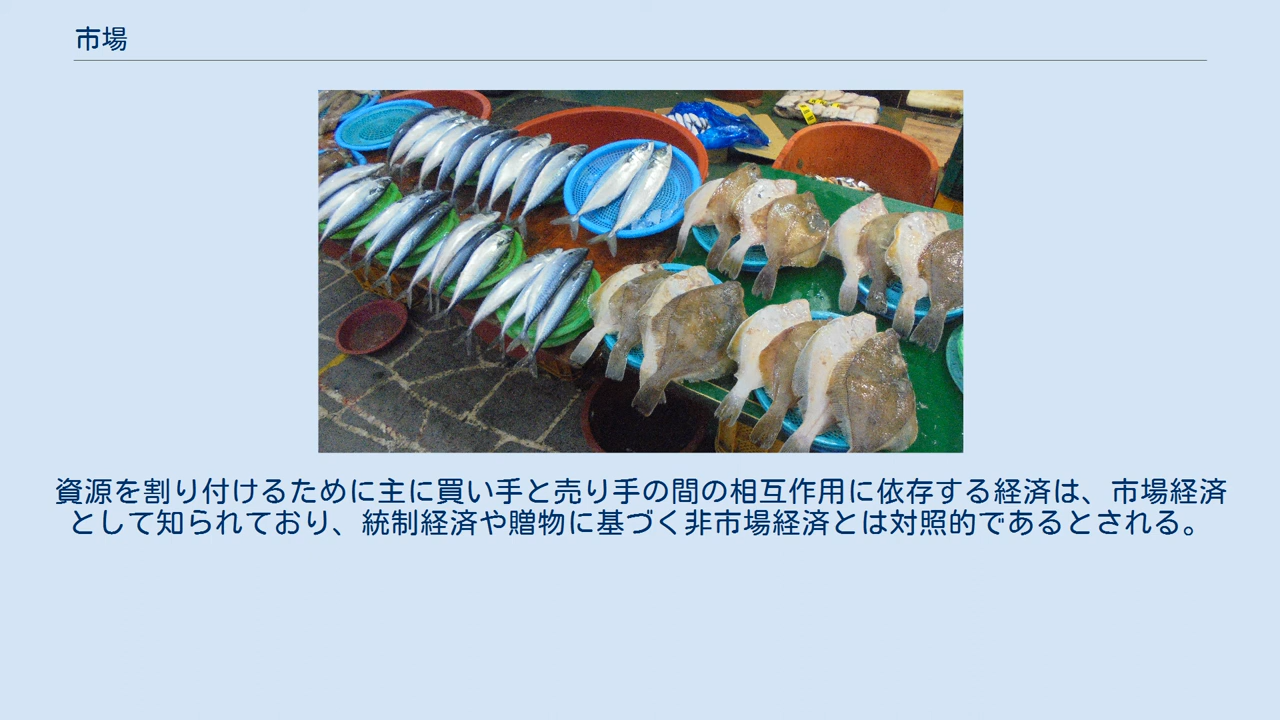 市場
資源を割り付けるために主に買い手と売り手の間の相互作用に依存する経済は、市場経済
として知られており、統制経済や贈物に基づく非市場経済とは対照的であるとされる。